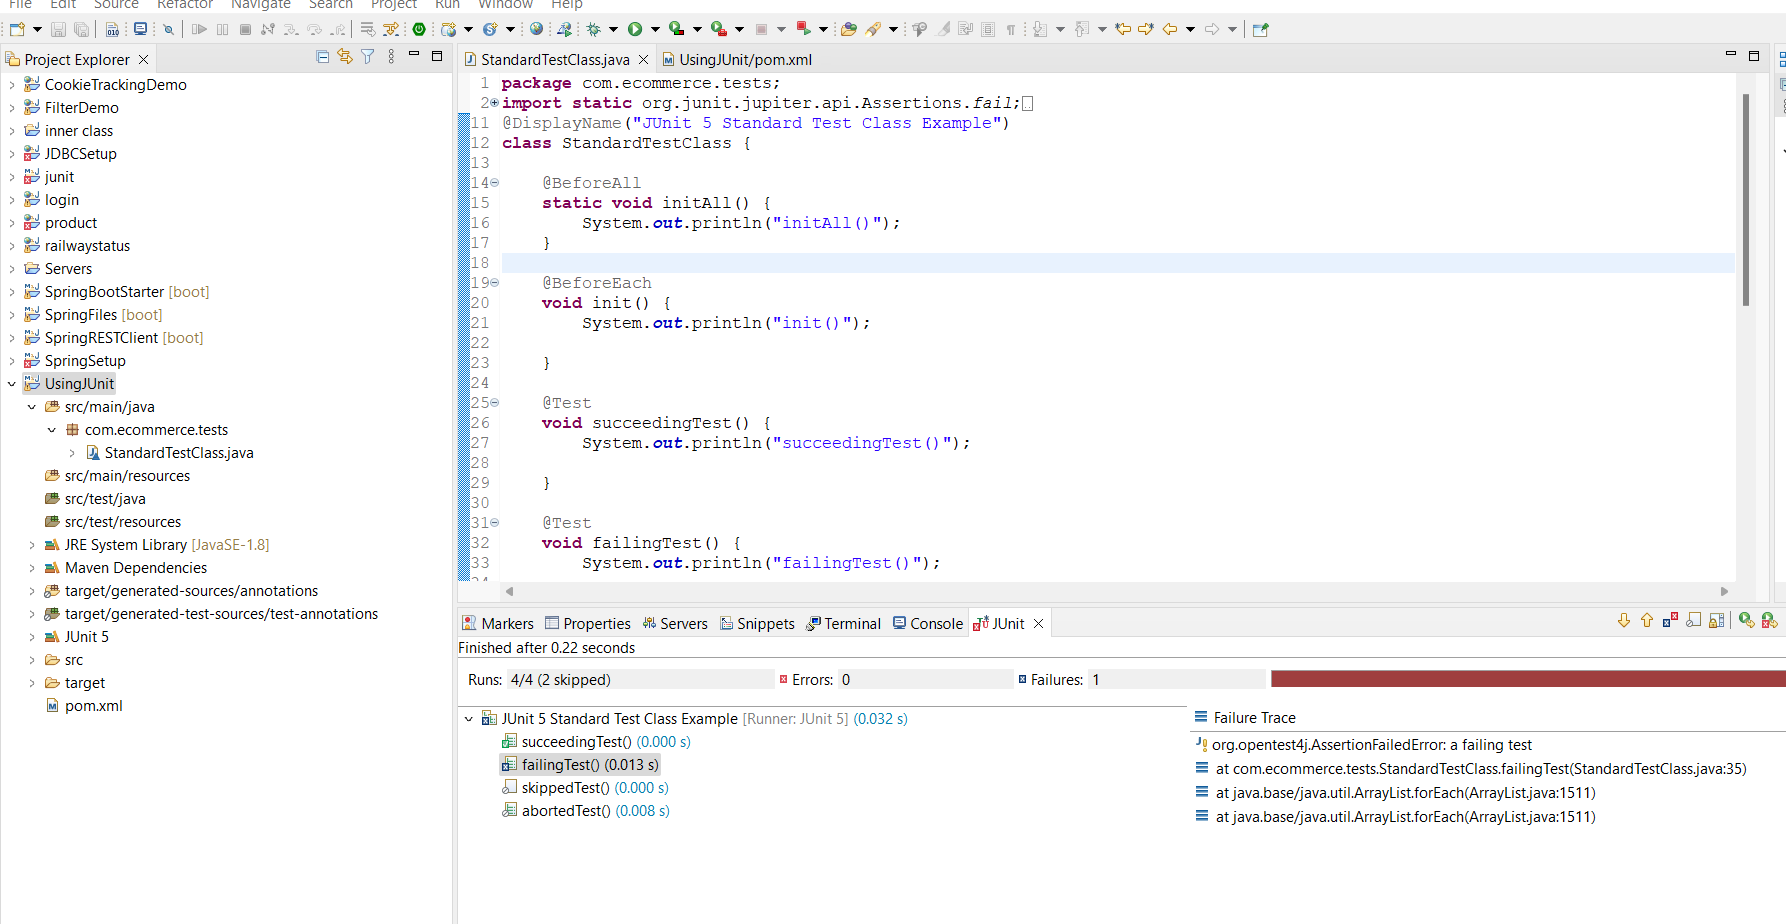 File Edit Source Refactor Navigate Search Project Run Window Help
Project Explorer
CookieTrackingDemo
FilterDemo
inner class
JDBCSetup
junit
login
product
railwaystatus
Servers
SpringBootStarter [boot]
SpringFiles [boot]
SpringRESTClient [boot]
SpringSetup
UsingJUnit
src/main/java
com.ecommerce.tests
StandardTestClass.java
src/main/resources
src/test/java
src/test/resources
JRE System Library [JavaSE-1.8]
Maven Dependencies
target/generated-sources/annotations
target/generated-test-sources/test-annotations
JUnit 5
src
target
pom.xml
StandardTestClass.java UsingJUnit/pom.xml
1 package com.ecommerce.tests;
2 import static org.junit.jupiter.api.Assertions.fail;
11 @DisplayName("JUnit 5 Standard Test Class Example")
12 class StandardTestClass {
13
14 @BeforeAll
15 static void initAll() {
16 System.out.println("initAll()");
17 }
18
19 @BeforeEach
20 void init() {
21 System.out.println("init()");
22
23 }
24
25 @Test
26 void succeedingTest() {
27 System.out.println("succeedingTest()");
28
29 }
30
31 @Test
32 void failingTest() {
33 System.out.println("failingTest()");
Markers Properties Servers Snippets Terminal Console JUnit
Finished after 0.22 seconds
Runs: 4/4 (2 skipped) Errors: 0 Failures: 1
JUnit 5 Standard Test Class Example [Runner: JUnit 5] (0.032 s)
succeedingTest() (0.000 s)
failingTest() (0.013 s)
skippedTest() (0.000 s)
abortedTest() (0.008 s)
Failure Trace
org.opentest4j.AssertionFailedError: a failing test
at com.ecommerce.tests.StandardTestClass.failingTest(StandardTestClass.java:35)
at java.base/java.util.ArrayList.forEach(ArrayList.java:1511)
at java.base/java.util.ArrayList.forEach(ArrayList.java:1511)